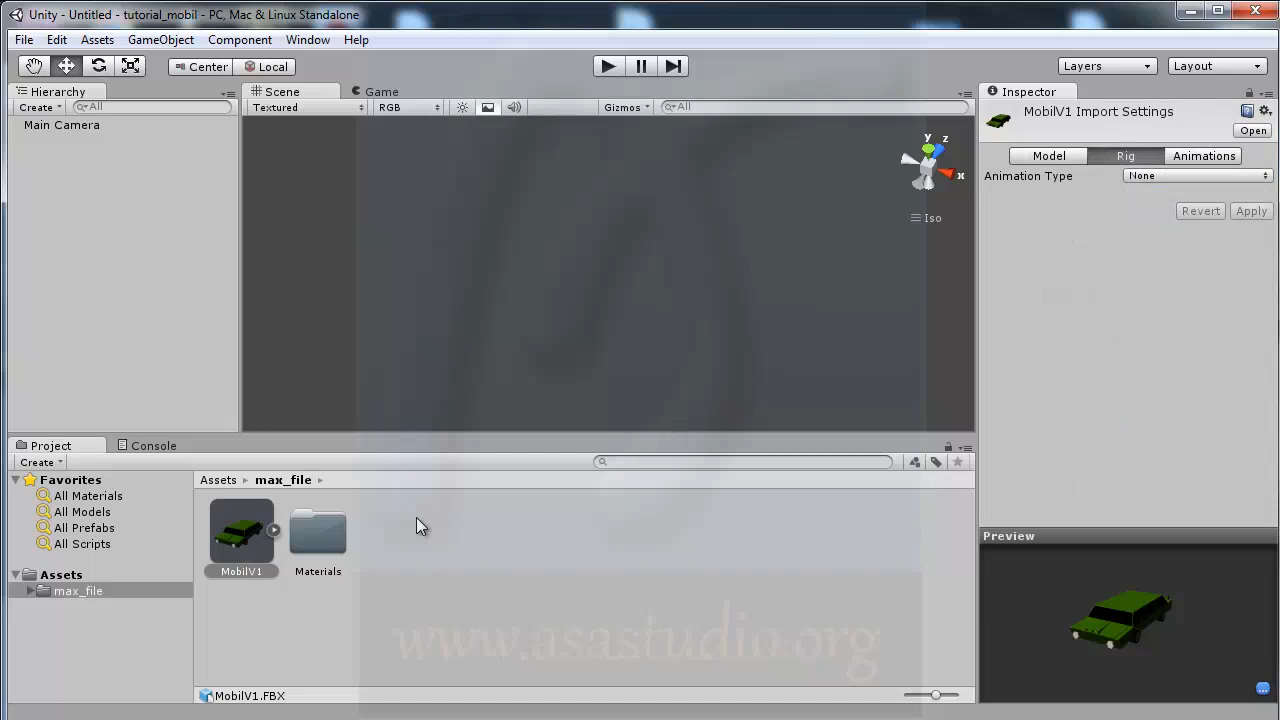 Unity - Untitled - tutorial_mobil - PC, Mac & Linux Standalone
File Edit Assets GameObject Component Window Help
Center Local Layers Layout
Hierarchy Scene Game Inspector
Create All Textured RGB Gizmos All
MobilV1 Import Settings
Open
Main Camera
y z
x
Iso
Model Rig Animations
Animation Type None
Revert Apply
Project Console
Create
Favorites
All Materials
All Models
All Prefabs
All Scripts
Assets
max_file
Assets max_file
MobilV1 Materials
www.asastudio.org
MobilV1.FBX
Preview